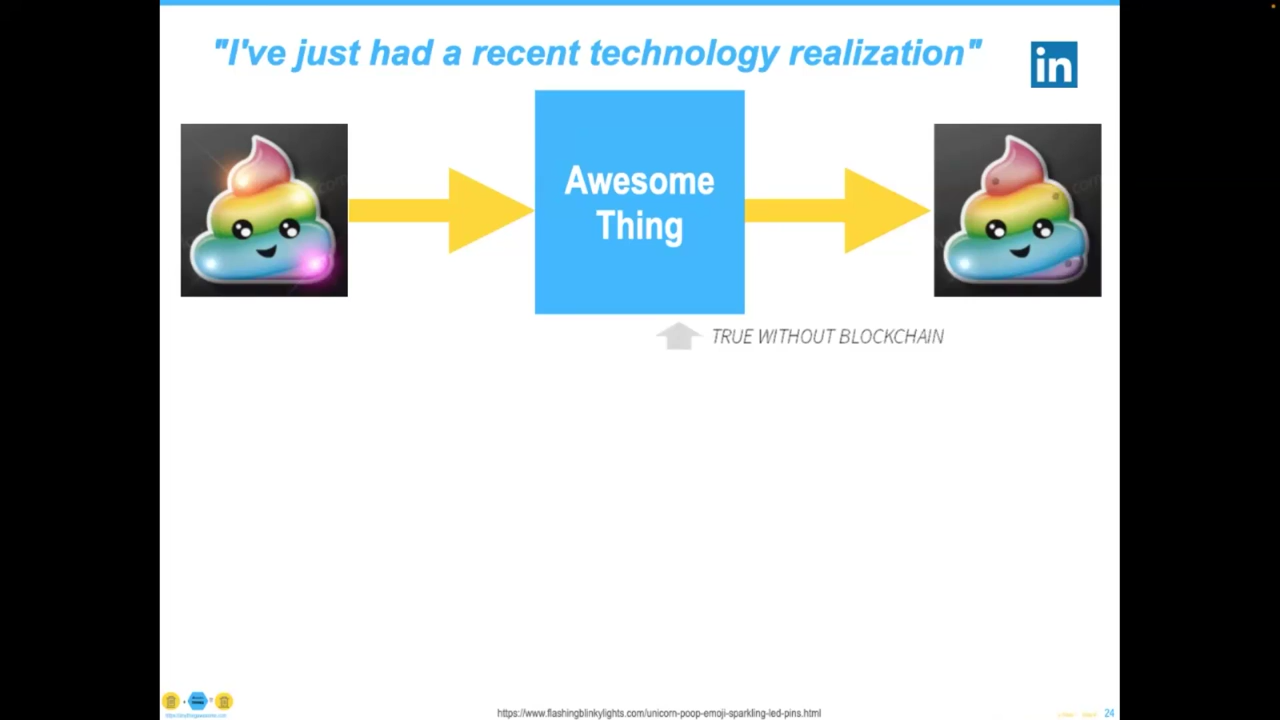 "I've just had a recent technology realization"
in
Awesome
Thing
TRUE WITHOUT BLOCKCHAIN
https://www.flashingblinkylights.com/unicorn-poop-emoji-sparkling-led-pins.html
24